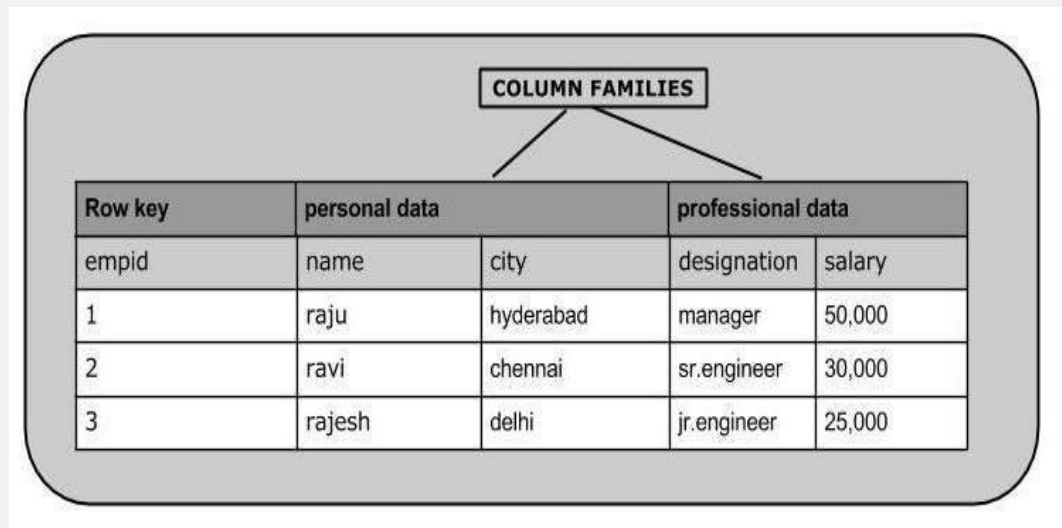 COLUMN FAMILIES
Row key personal data professional data
empid name city designation salary
1 raju hyderabad manager 50,000
2 ravi chennai sr.engineer 30,000
3 rajesh delhi jr.engineer 25,000